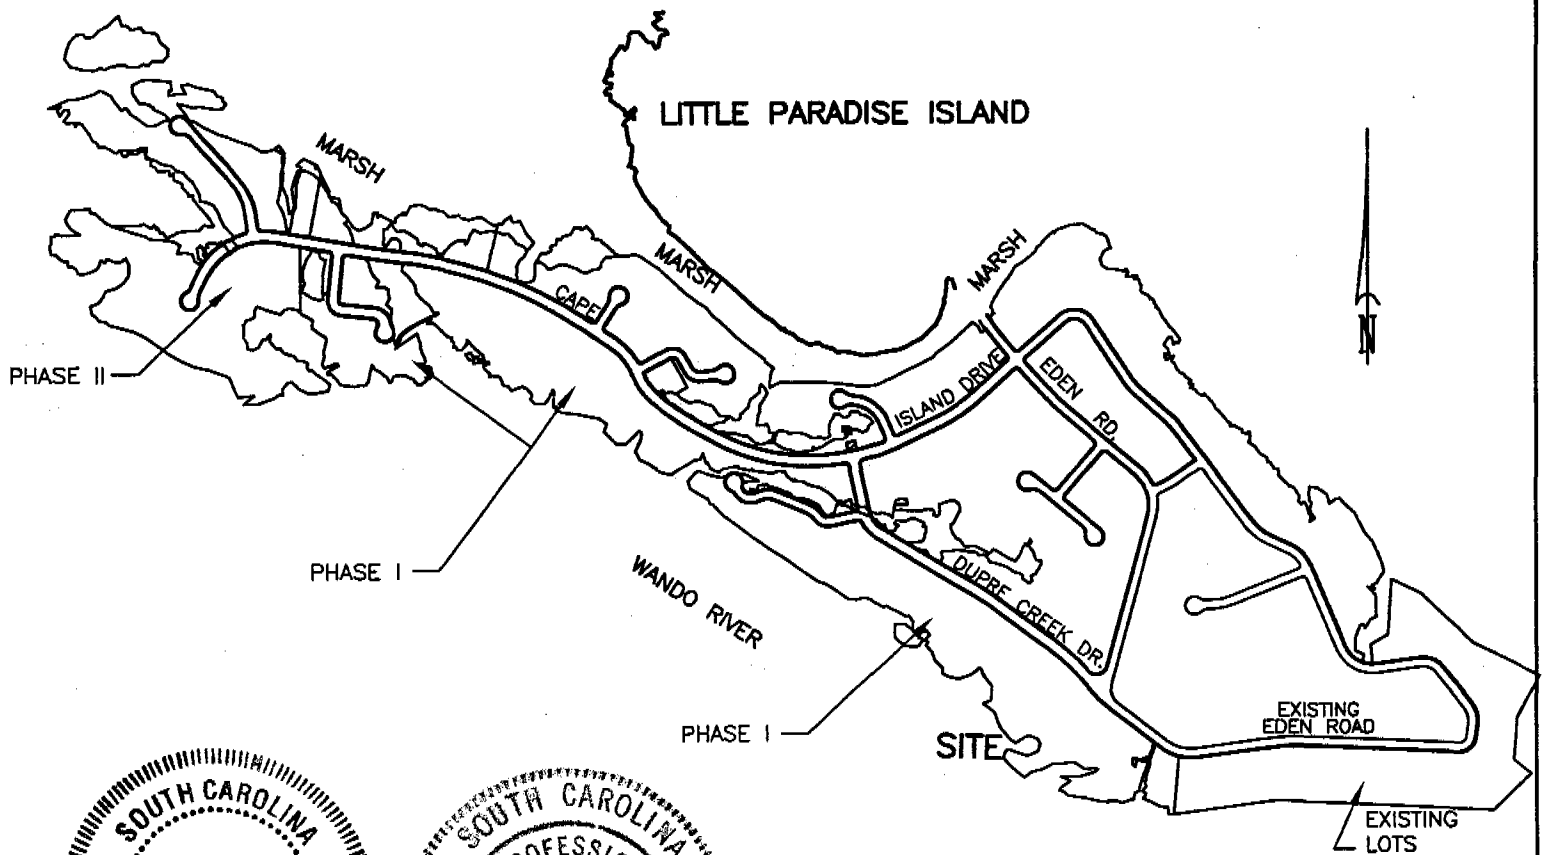 LITTLE PARADISE ISLAND
MARSH
MARSH
MARSH
CAPE
ISLAND DRIVE
EDEN RD.
N
PHASE II
PHASE I
WANDO RIVER
DUPRE CREEK DR.
PHASE I
SITE
EXISTING
EDEN ROAD
EXISTING
LOTS
SOUTH CAROLINA
SOUTH CAROLINA